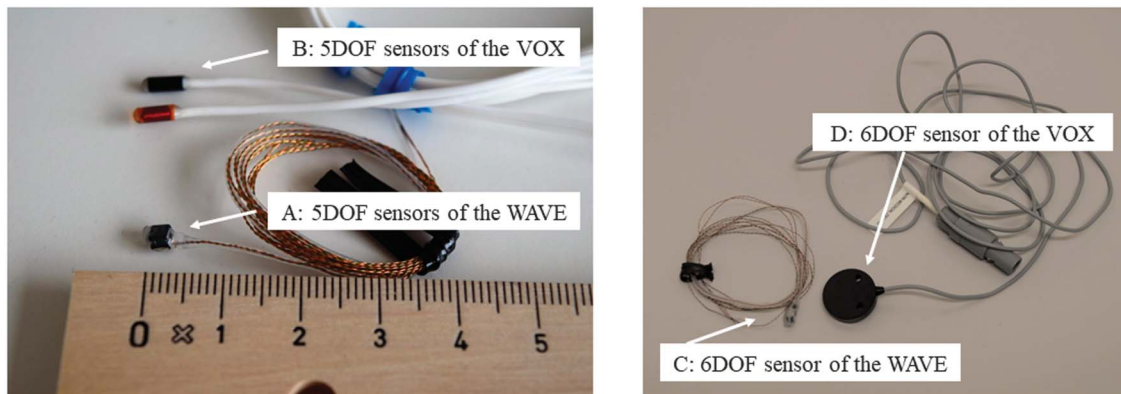 B: 5DOF sensors of the VOX
A: 5DOF sensors of the WAVE
0 1 2 3 4 5
D: 6DOF sensor of the VOX
C: 6DOF sensor of the WAVE